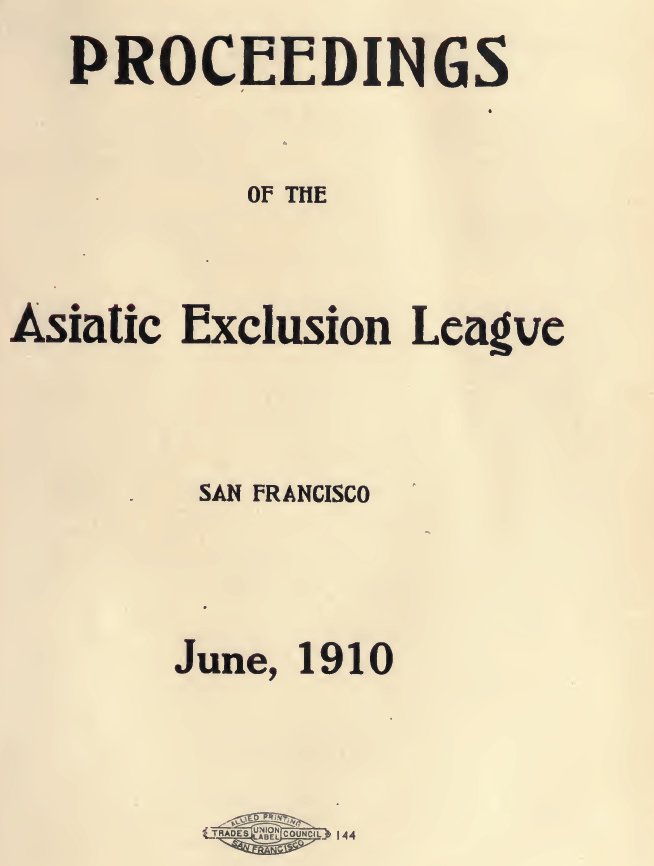 PROCEEDINGS
OF THE
Asiatic Exclusion League
SAN FRANCISCO
June, 1910
ALLIED PRINTING
TRADES UNION LABEL COUNCIL 144
SAN FRANCISCO